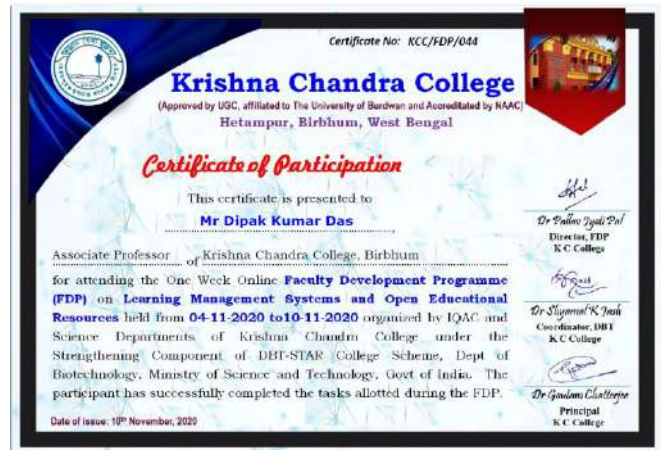 Certificate No: KCC/FDP/044
Krishna Chandra College
(Approved by UGC, affiliated to The University of Burdwan and Accreditated by NAAC)
Hetampur, Birbhum, West Bengal
Certificate of Participation
This certificate is presented to
Mr Dipak Kumar Das
Associate Professor of Krishna Chandra College, Birbhum
for attending the One Week Online Faculty Development Programme
(FDP) on Learning Management Systems and Open Educational
Resources held from 04-11-2020 to10-11-2020 organized by IQAC and
Science Departments of Krishna Chandra College under the
Strengthening Component of DBT-STAR College Scheme, Dept of
Biotechnology, Ministry of Science and Technology, Govt of India. The
participant has successfully completed the tasks allotted during the FDP.
Date of issue: 10th November, 2020
Dr Pallav Jyoti Pal
Director, FDP
K C College
Dr Shyamal K Jash
Coordinator, DBT
K C College
Dr Goutam Chatterjee
Principal
K C College